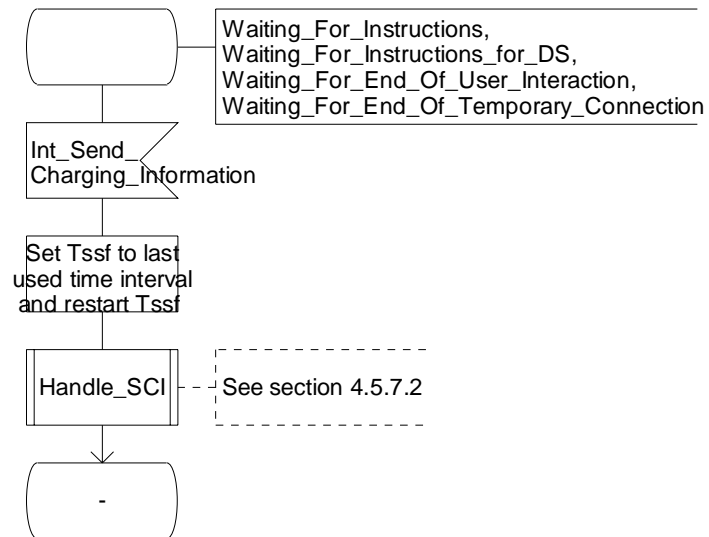 Waiting_For_Instructions,
Waiting_For_Instructions_for_DS,
Waiting_For_End_Of_User_Interaction,
Waiting_For_End_Of_Temporary_Connection
Int_Send_
Charging_Information
Set Tssf to last
used time interval
and restart Tssf
Handle_SCI
See section 4.5.7.2
-